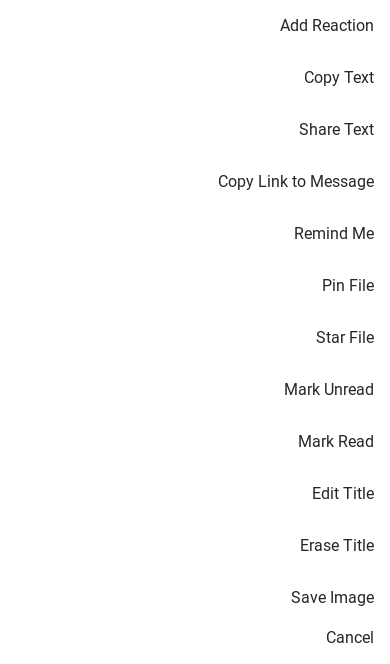 Add Reaction
Copy Text
Share Text
Copy Link to Message
Remind Me
Pin File
Star File
Mark Unread
Mark Read
Edit Title
Erase Title
Save Image
Cancel